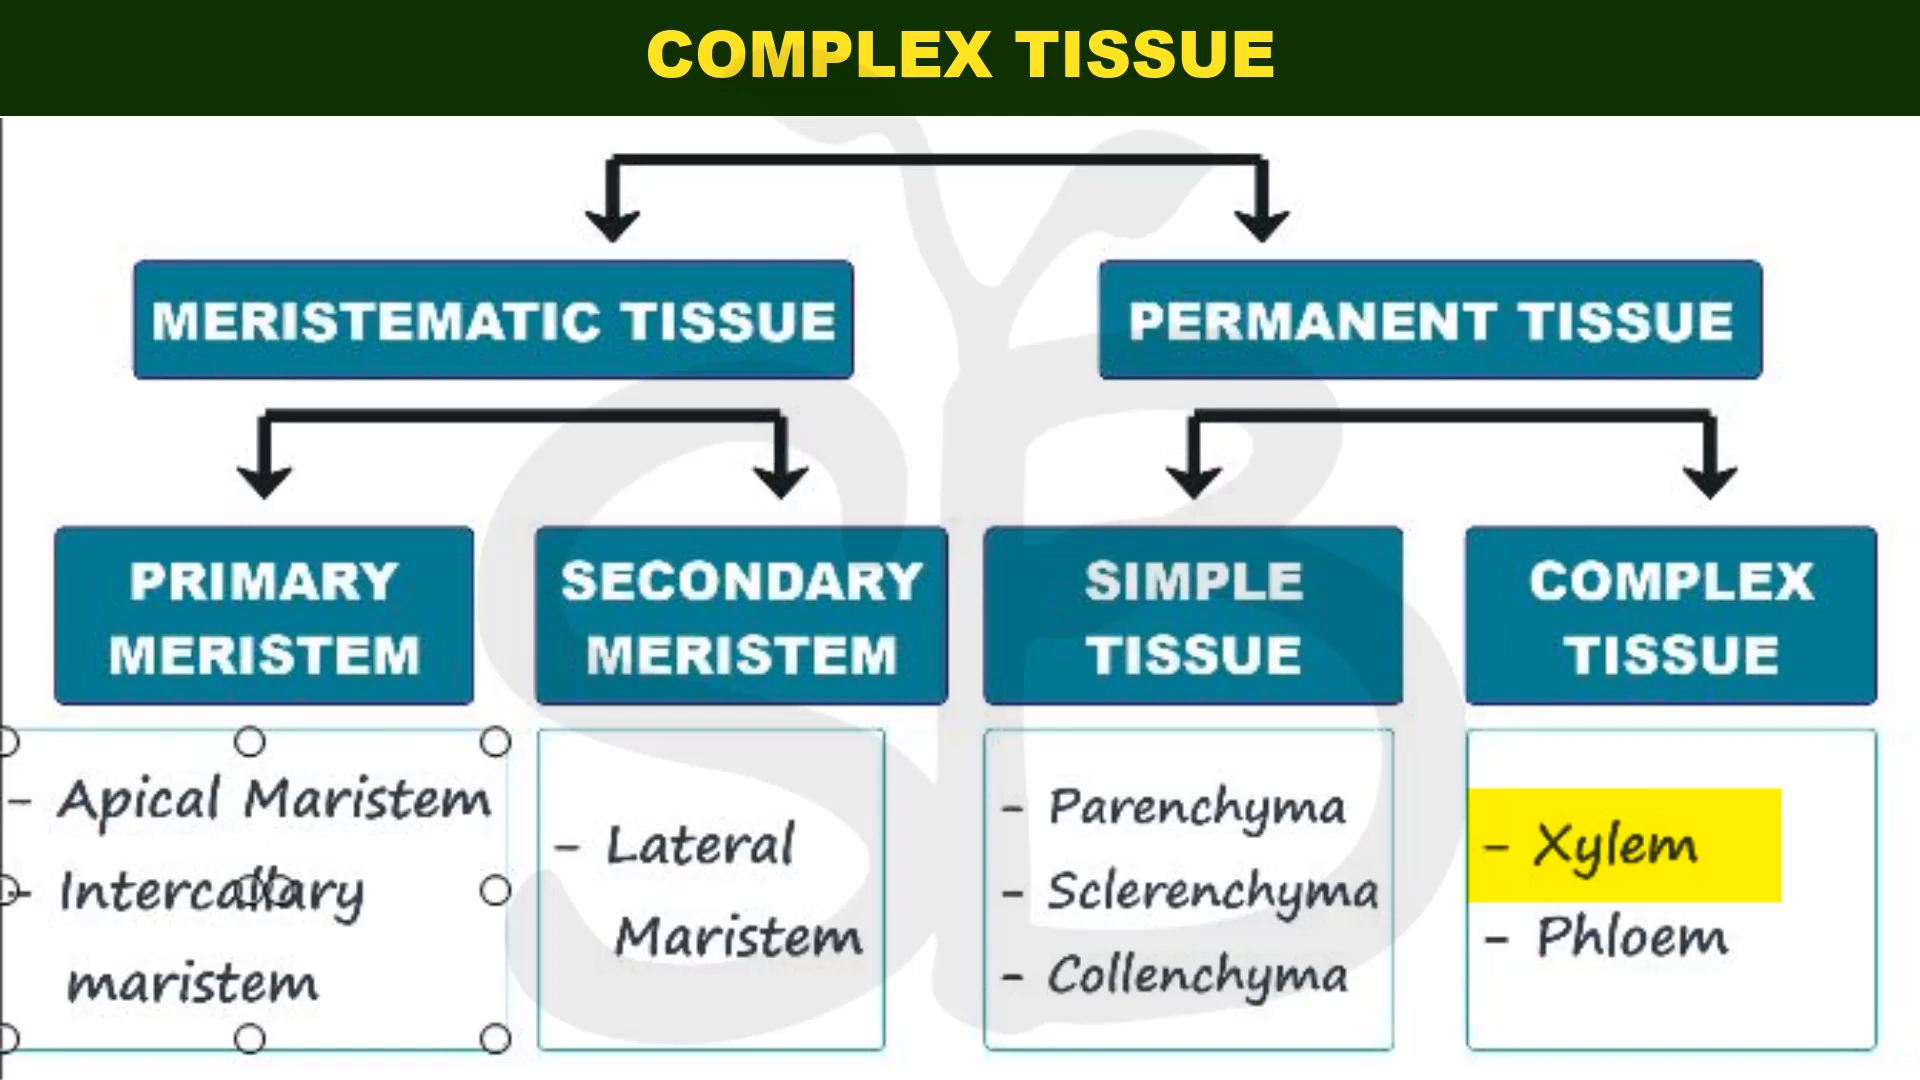 COMPLEX TISSUE
MERISTEMATIC TISSUE
PERMANENT TISSUE
PRIMARY
MERISTEM
SECONDARY
MERISTEM
SIMPLE
TISSUE
COMPLEX
TISSUE
- Apical Maristem
- Intercallary
maristem
- Lateral
Maristem
- Parenchyma
- Sclerenchyma
- Collenchyma
- Xylem
- Phloem
SB